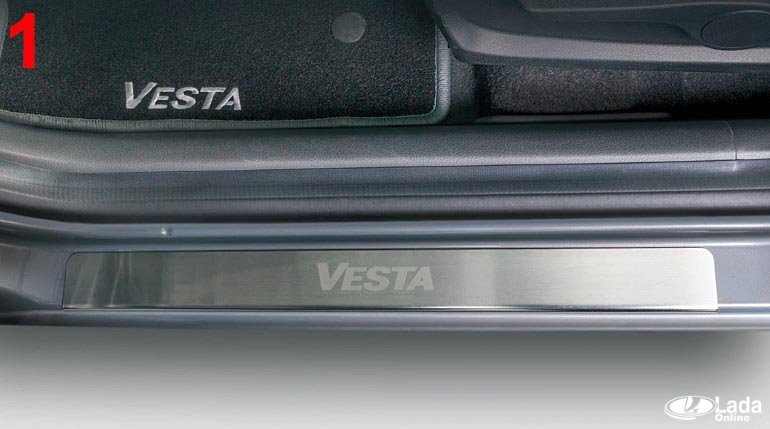 1
VESTA
VESTA
Lada
Online